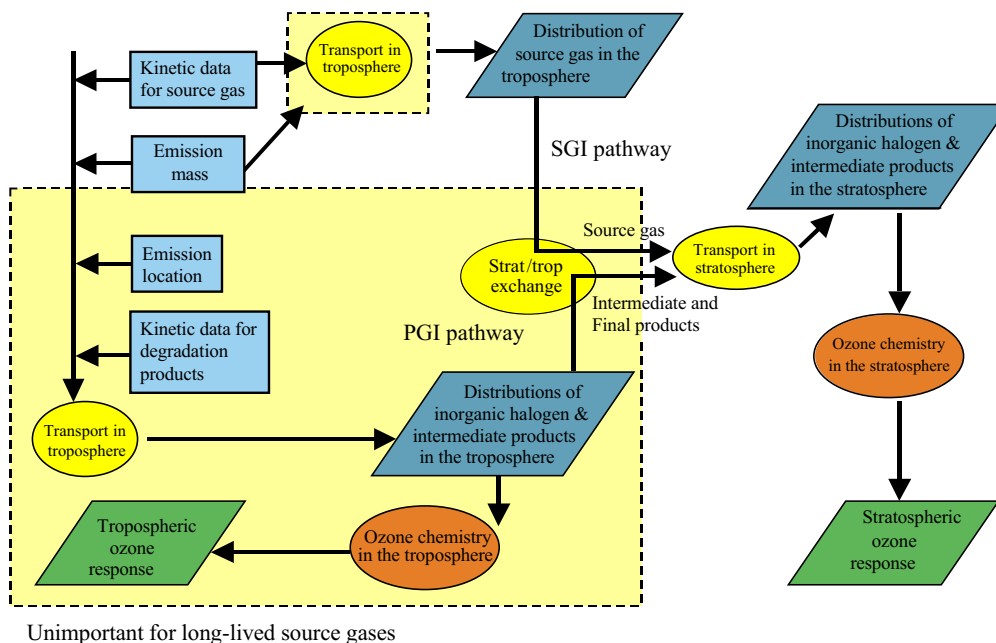 Kinetic data
for source gas
Transport in
troposphere
Distribution of
source gas in the
troposphere
Emission
mass
SGI pathway
Distributions of
inorganic halogen &
intermediate products
in the stratosphere
Emission
location
Strat/trop
exchange
Source gas
Transport in
stratosphere
Intermediate and
Final products
PGI pathway
Kinetic data for
degradation
products
Ozone chemistry
in the stratosphere
Transport in
troposphere
Distributions of
inorganic halogen &
intermediate products
in the troposphere
Tropospheric
ozone
response
Ozone chemistry
in the troposphere
Stratospheric
ozone
response
Unimportant for long-lived source gases